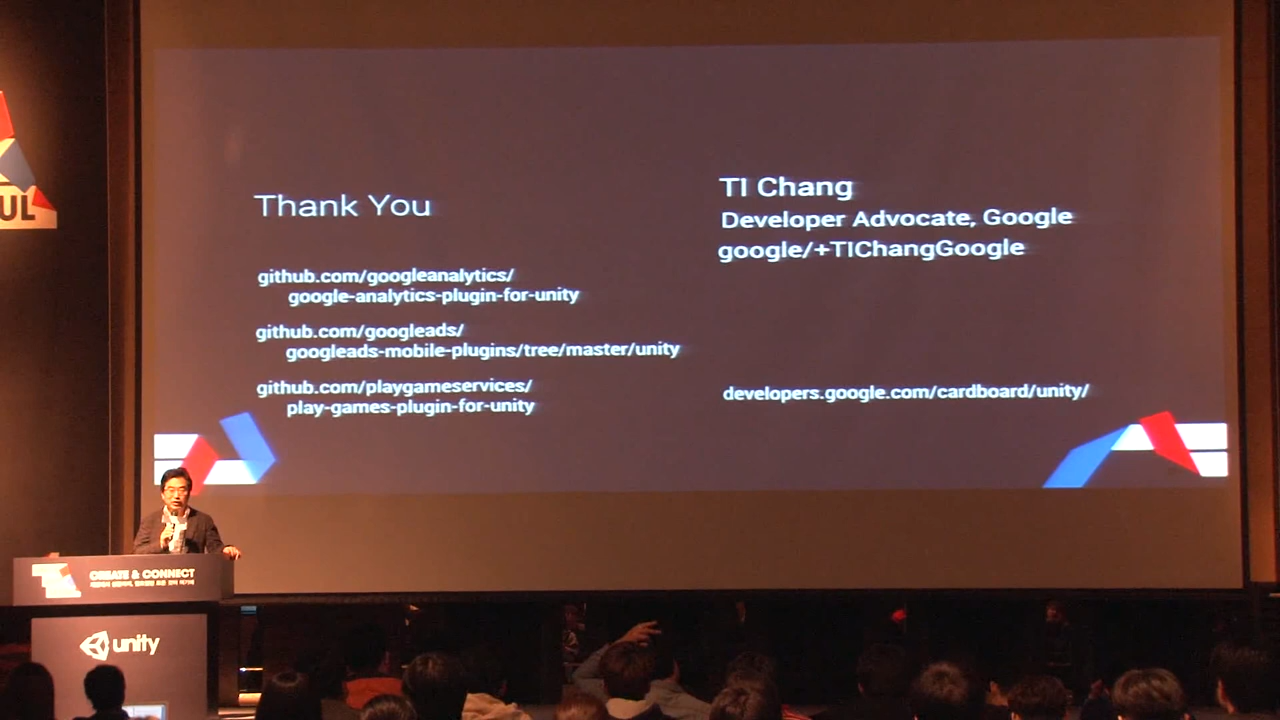 UL
Thank You
github.com/googleanalytics/
google-analytics-plugin-for-unity
github.com/googleads/
googleads-mobile-plugins/tree/master/unity
github.com/playgameservices/
play-games-plugin-for-unity
TI Chang
Developer Advocate, Google
google/+TIChangGoogle
developers.google.com/cardboard/unity/
CREATE & CONNECT
unity